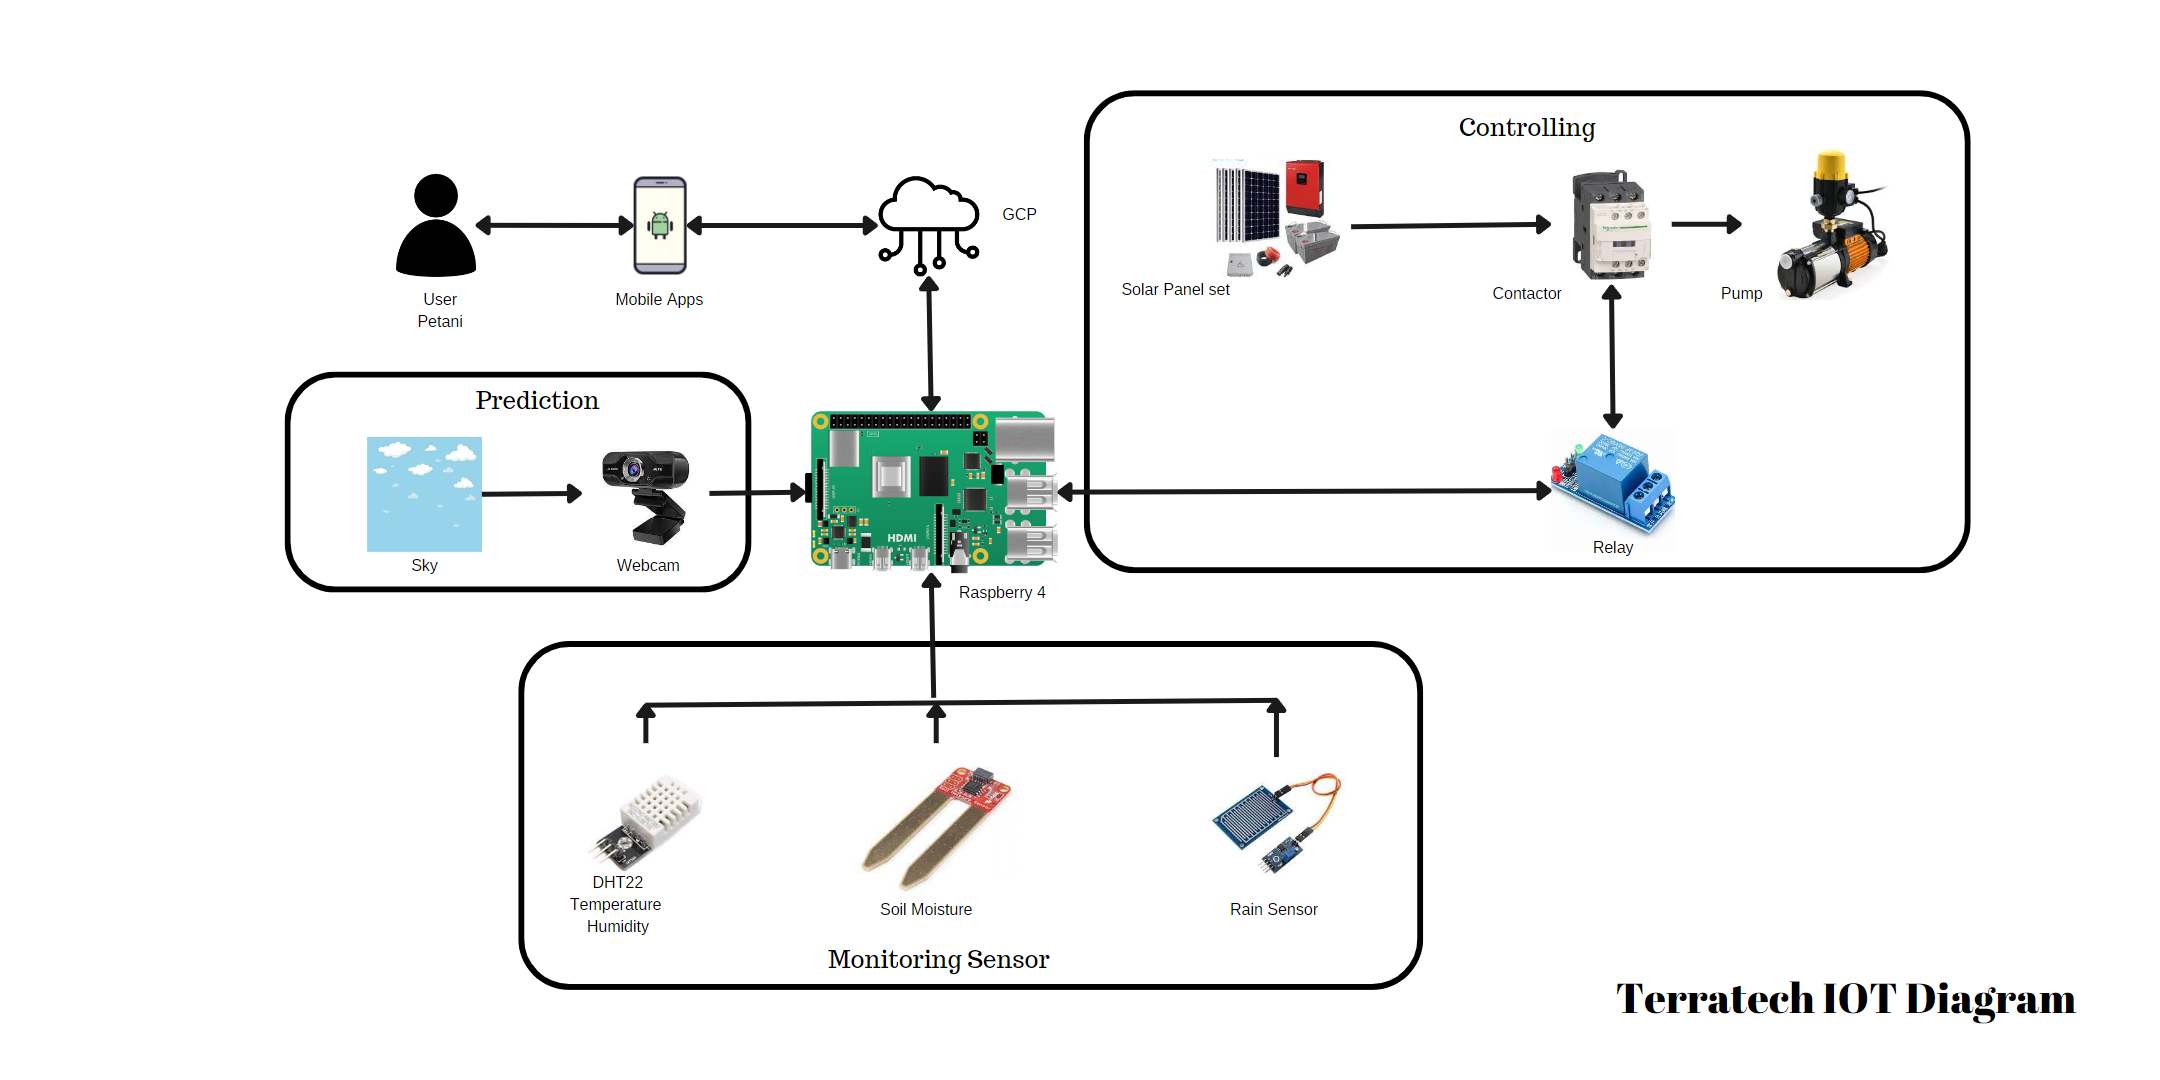 Controlling
GCP
Solar Panel set
Contactor
Pump
User
Petani
Mobile Apps
Prediction
Sky
Webcam
HDMI
Raspberry 4
Relay
DHT22
Temperature
Humidity
Soil Moisture
Rain Sensor
Monitoring Sensor
Terratech IOT Diagram